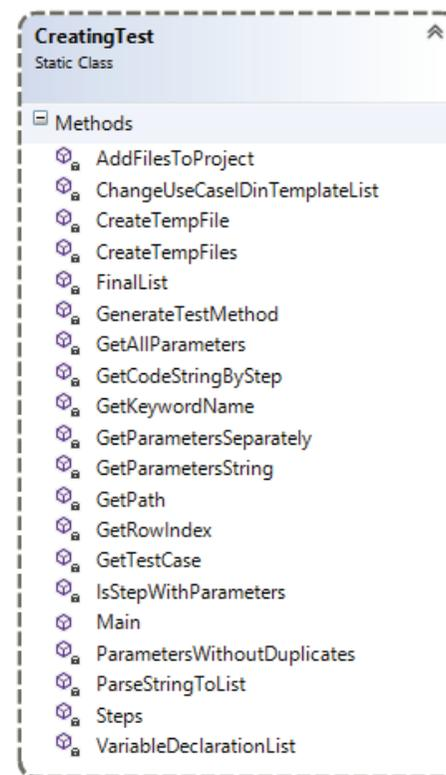 CreatingTest
Static Class
Methods
AddFilesToProject
ChangeUseCaseIDinTemplateList
CreateTempFile
CreateTempFiles
FinalList
GenerateTestMethod
GetAllParameters
GetCodeStringByStep
GetKeywordName
GetParametersSeparately
GetParametersString
GetPath
GetRowIndex
GetTestCase
IsStepWithParameters
Main
ParametersWithoutDuplicates
ParseStringToList
Steps
VariableDeclarationList